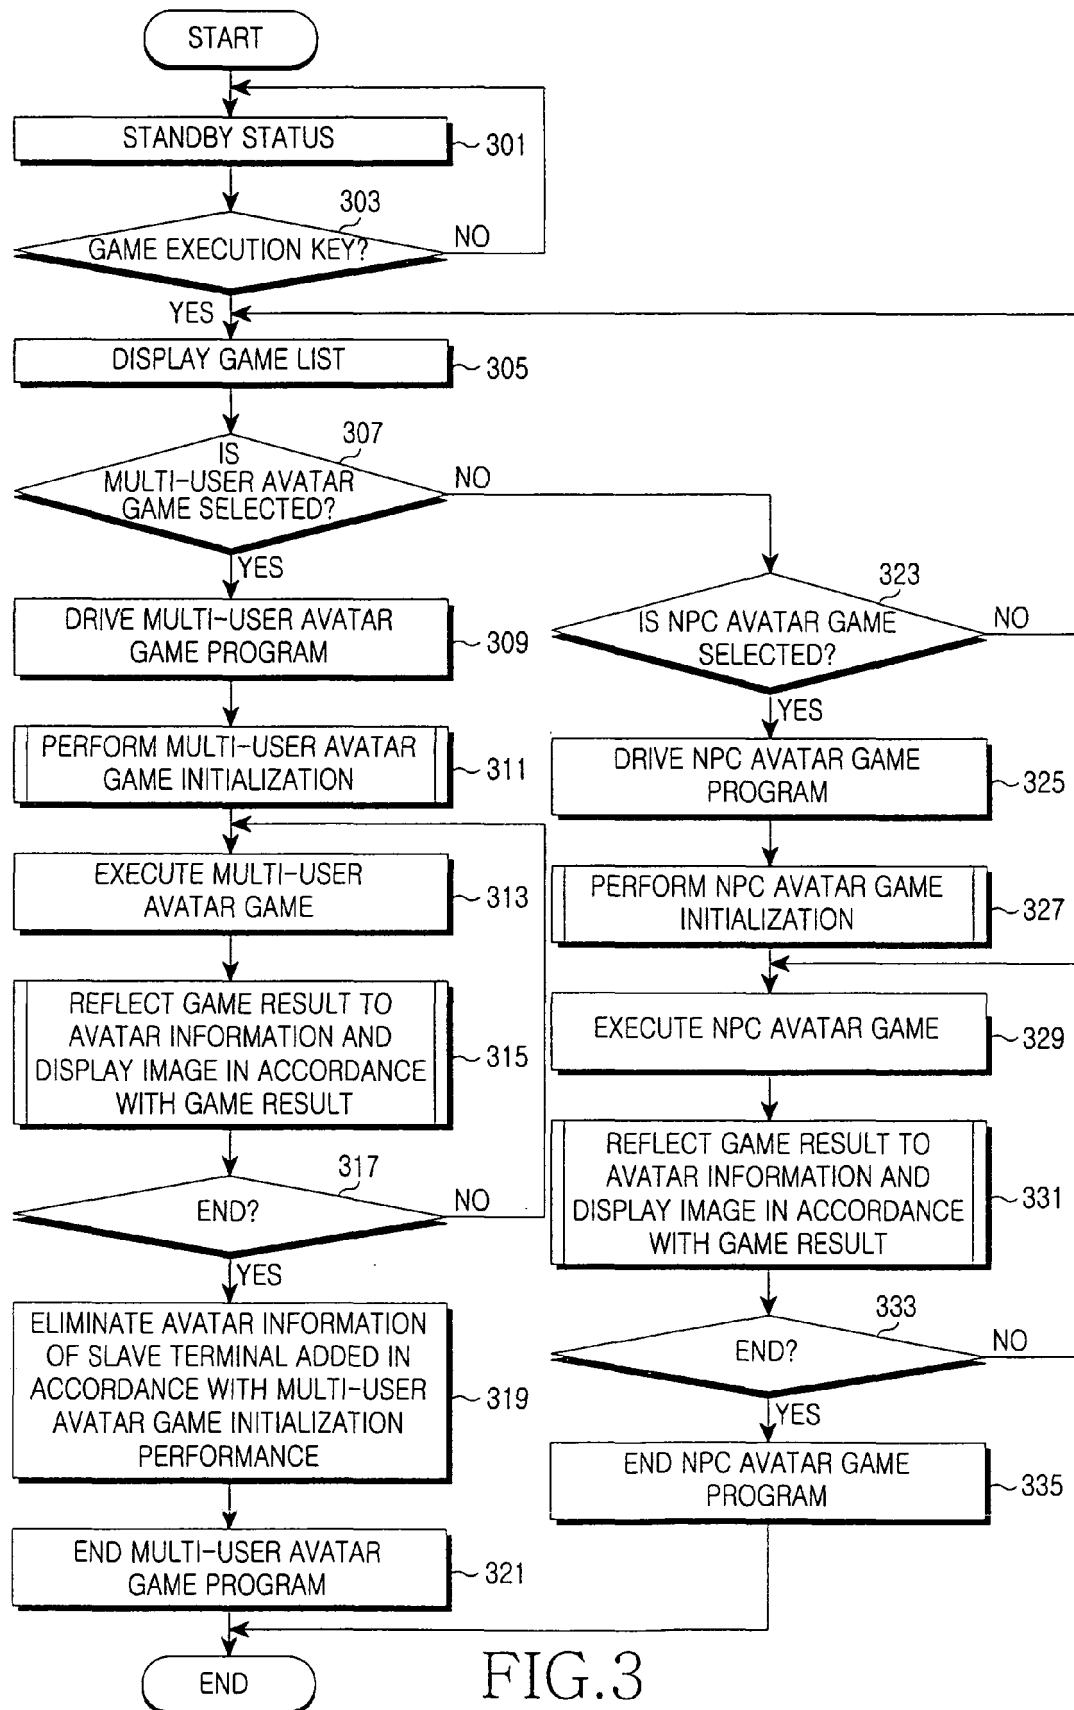 START
STANDBY STATUS
301
303
GAME EXECUTION KEY?
NO
YES
DISPLAY GAME LIST
305
307
IS
MULTI-USER AVATAR
GAME SELECTED?
NO
YES
DRIVE MULTI-USER AVATAR
GAME PROGRAM
309
PERFORM MULTI-USER AVATAR
GAME INITIALIZATION
311
EXECUTE MULTI-USER
AVATAR GAME
313
REFLECT GAME RESULT TO
AVATAR INFORMATION AND
DISPLAY IMAGE IN ACCORDANCE
WITH GAME RESULT
315
317
END?
NO
YES
ELIMINATE AVATAR INFORMATION
OF SLAVE TERMINAL ADDED IN
ACCORDANCE WITH MULTI-USER
AVATAR GAME INITIALIZATION
PERFORMANCE
319
END MULTI-USER AVATAR
GAME PROGRAM
321
323
IS NPC AVATAR GAME
SELECTED?
NO
YES
DRIVE NPC AVATAR GAME
PROGRAM
325
PERFORM NPC AVATAR GAME
INITIALIZATION
327
EXECUTE NPC AVATAR GAME
329
REFLECT GAME RESULT TO
AVATAR INFORMATION AND
DISPLAY IMAGE IN ACCORDANCE
WITH GAME RESULT
331
333
END?
NO
YES
END NPC AVATAR GAME
PROGRAM
335
END
FIG.3